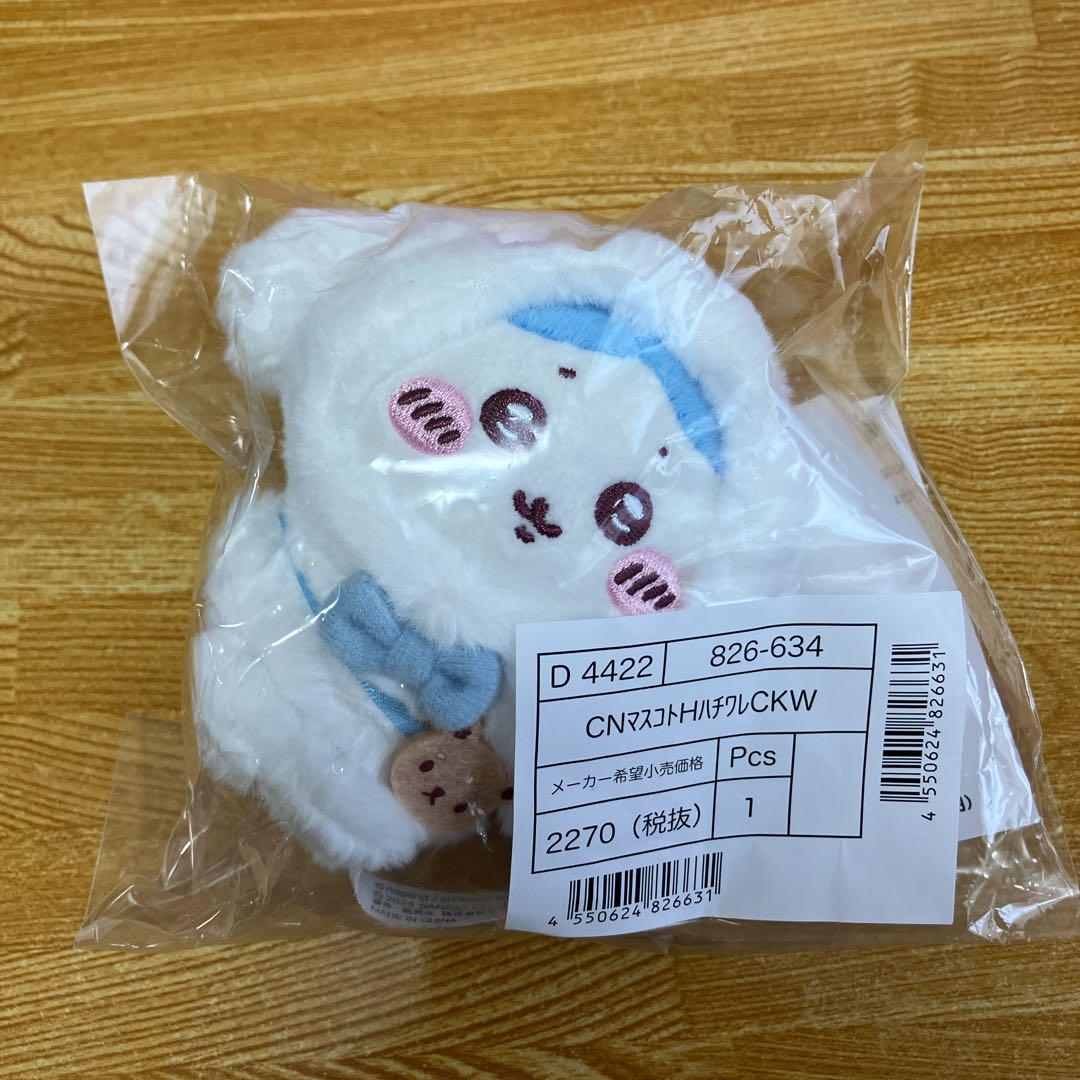 D 4422
826-634
CNﾏｽｺｯﾄHﾊﾁﾜﾚCKW
メーカー希望小売価格
Pcs
2270（税抜）
1
4 550624 826631
4 550624 826631
MADE IN CHINA